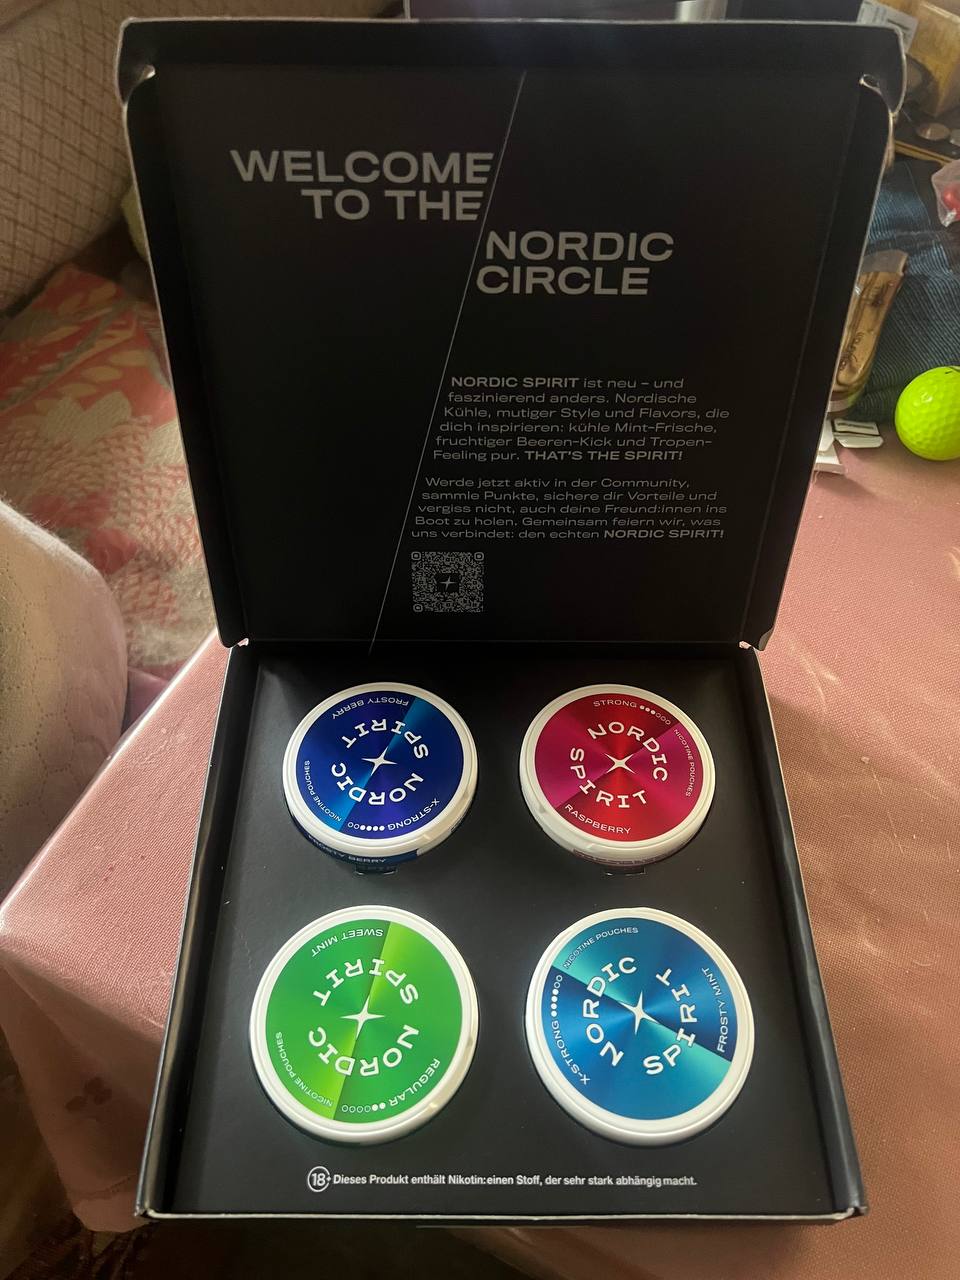 WELCOME
TO THE
NORDIC
CIRCLE
NORDIC SPIRIT ist neu – und
faszinierend anders. Nordische
Kühle, mutiger Style und Flavors, die
dich inspirieren: kühle Mint-Frische,
fruchtiger Beeren-Kick und Tropen-
Feeling pur. THAT'S THE SPIRIT!
Werde jetzt aktiv in der Community,
sammle Punkte, sichere dir Vorteile und
vergiss nicht, auch deine Freund:innen ins
Boot zu holen. Gemeinsam feiern wir, was
uns verbindet: den echten NORDIC SPIRIT!
FROSTY BERRY
NORDIC SPIRIT
NICOTINE POUCHES
X-STRONG
FROSTY BERRY
STRONG
NORDIC SPIRIT
NICOTINE POUCHES
RASPBERRY
SWEET MINT
NORDIC SPIRIT
NICOTINE POUCHES
REGULAR
NICOTINE POUCHES
NORDIC SPIRIT
FROSTY MINT
X-STRONG
18+ Dieses Produkt enthält Nikotin: einen Stoff, der sehr stark abhängig macht.